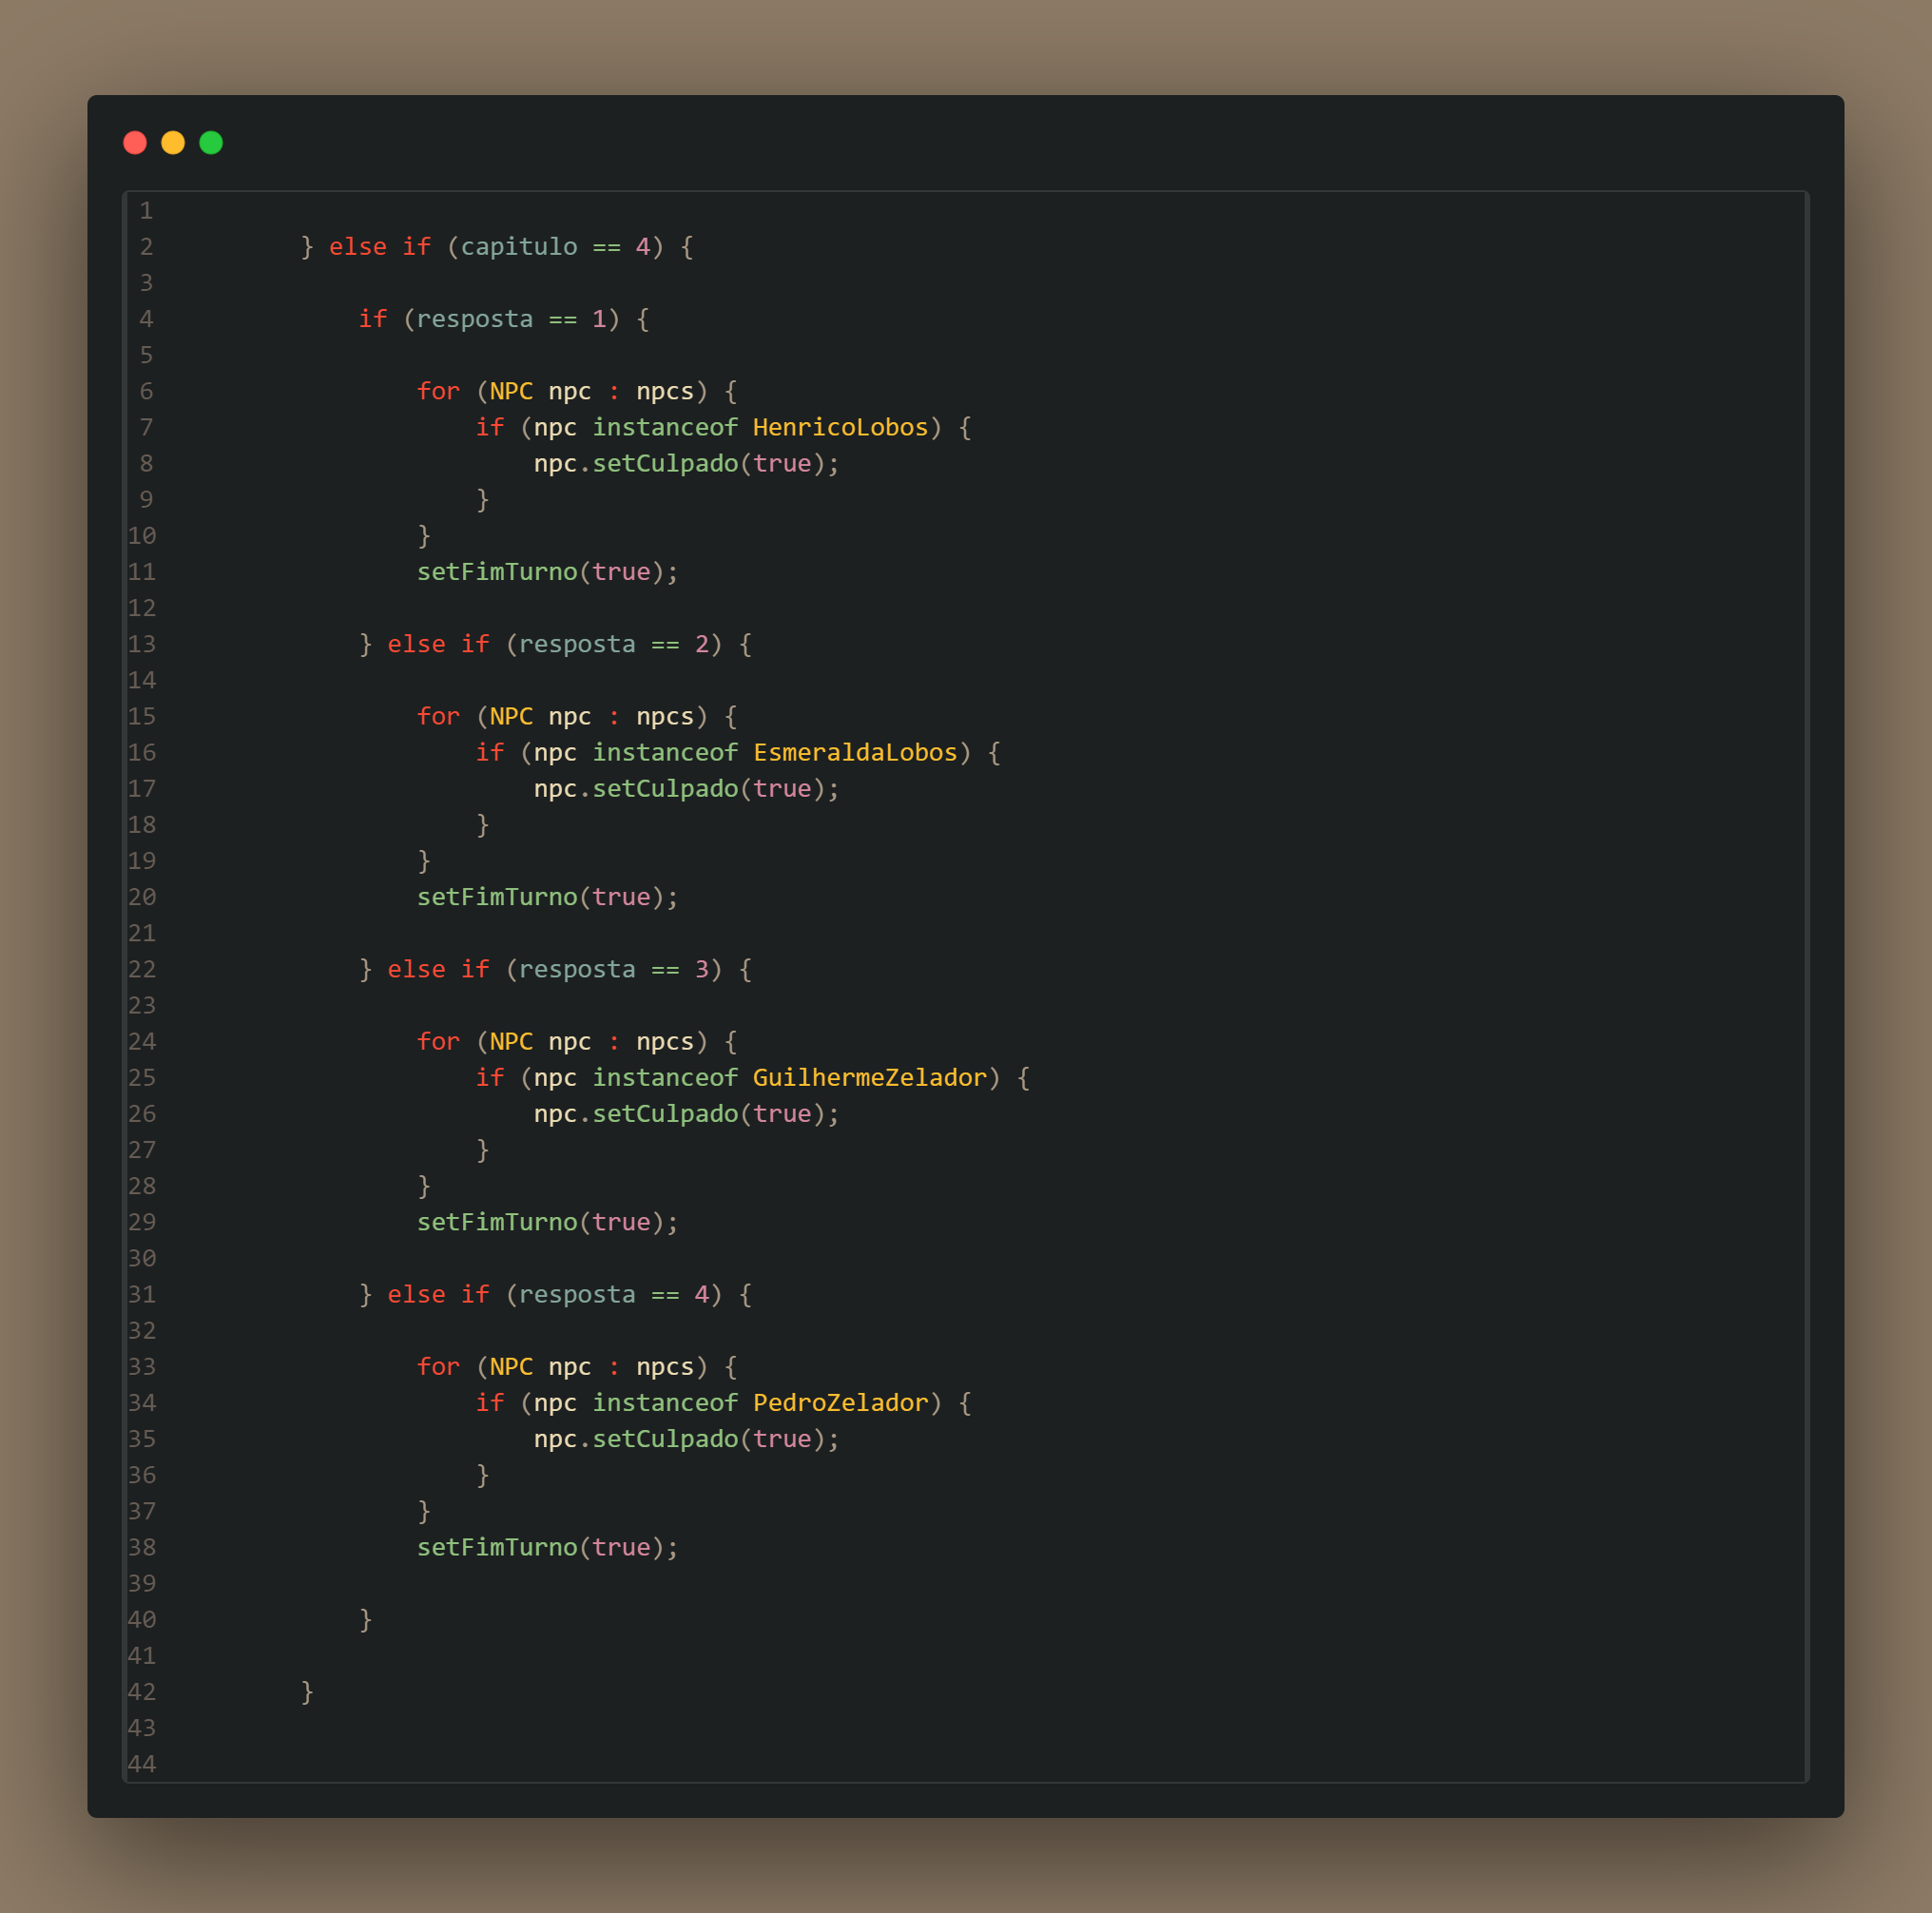 1
2 } else if (capitulo == 4) {
3
4 if (resposta == 1) {
5
6 for (NPC npc : npcs) {
7 if (npc instanceof HenricoLobos) {
8 npc.setCulpado(true);
9 }
10 }
11 setFimTurno(true);
12
13 } else if (resposta == 2) {
14
15 for (NPC npc : npcs) {
16 if (npc instanceof EsmeraldaLobos) {
17 npc.setCulpado(true);
18 }
19 }
20 setFimTurno(true);
21
22 } else if (resposta == 3) {
23
24 for (NPC npc : npcs) {
25 if (npc instanceof GuilhermeZelador) {
26 npc.setCulpado(true);
27 }
28 }
29 setFimTurno(true);
30
31 } else if (resposta == 4) {
32
33 for (NPC npc : npcs) {
34 if (npc instanceof PedroZelador) {
35 npc.setCulpado(true);
36 }
37 }
38 setFimTurno(true);
39
40 }
41
42 }
43
44